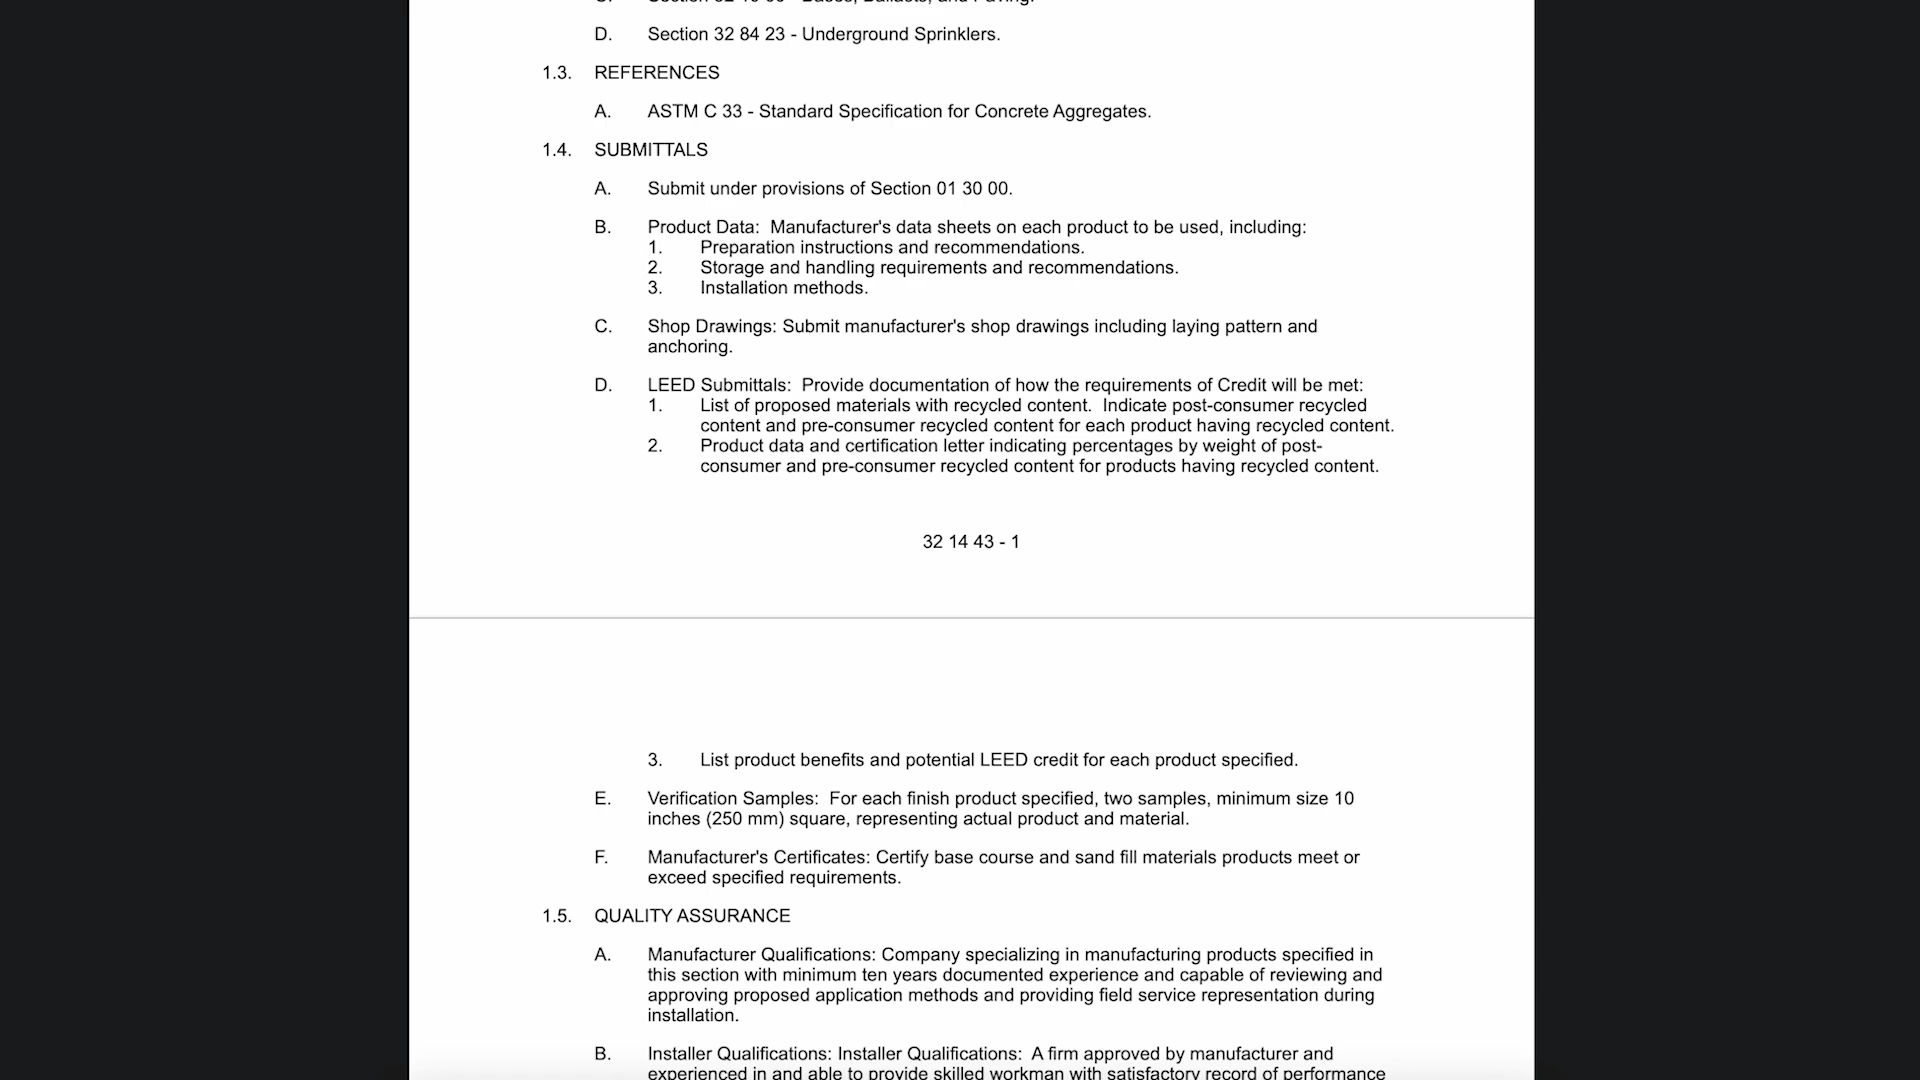 D. Section 32 84 23 - Underground Sprinklers.
1.3. REFERENCES
A. ASTM C 33 - Standard Specification for Concrete Aggregates.
1.4. SUBMITTALS
A. Submit under provisions of Section 01 30 00.
B. Product Data:  Manufacturer's data sheets on each product to be used, including:
1. Preparation instructions and recommendations.
2. Storage and handling requirements and recommendations.
3. Installation methods.
C. Shop Drawings: Submit manufacturer's shop drawings including laying pattern and
anchoring.
D. LEED Submittals:  Provide documentation of how the requirements of Credit will be met:
1. List of proposed materials with recycled content.  Indicate post-consumer recycled
content and pre-consumer recycled content for each product having recycled content.
2. Product data and certification letter indicating percentages by weight of post-
consumer and pre-consumer recycled content for products having recycled content.
32 14 43 - 1
3. List product benefits and potential LEED credit for each product specified.
E. Verification Samples:  For each finish product specified, two samples, minimum size 10
inches (250 mm) square, representing actual product and material.
F. Manufacturer's Certificates: Certify base course and sand fill materials products meet or
exceed specified requirements.
1.5. QUALITY ASSURANCE
A. Manufacturer Qualifications: Company specializing in manufacturing products specified in
this section with minimum ten years documented experience and capable of reviewing and
approving proposed application methods and providing field service representation during
installation.
B. Installer Qualifications: Installer Qualifications:  A firm approved by manufacturer and
experienced in and able to provide skilled workman with satisfactory record of performance